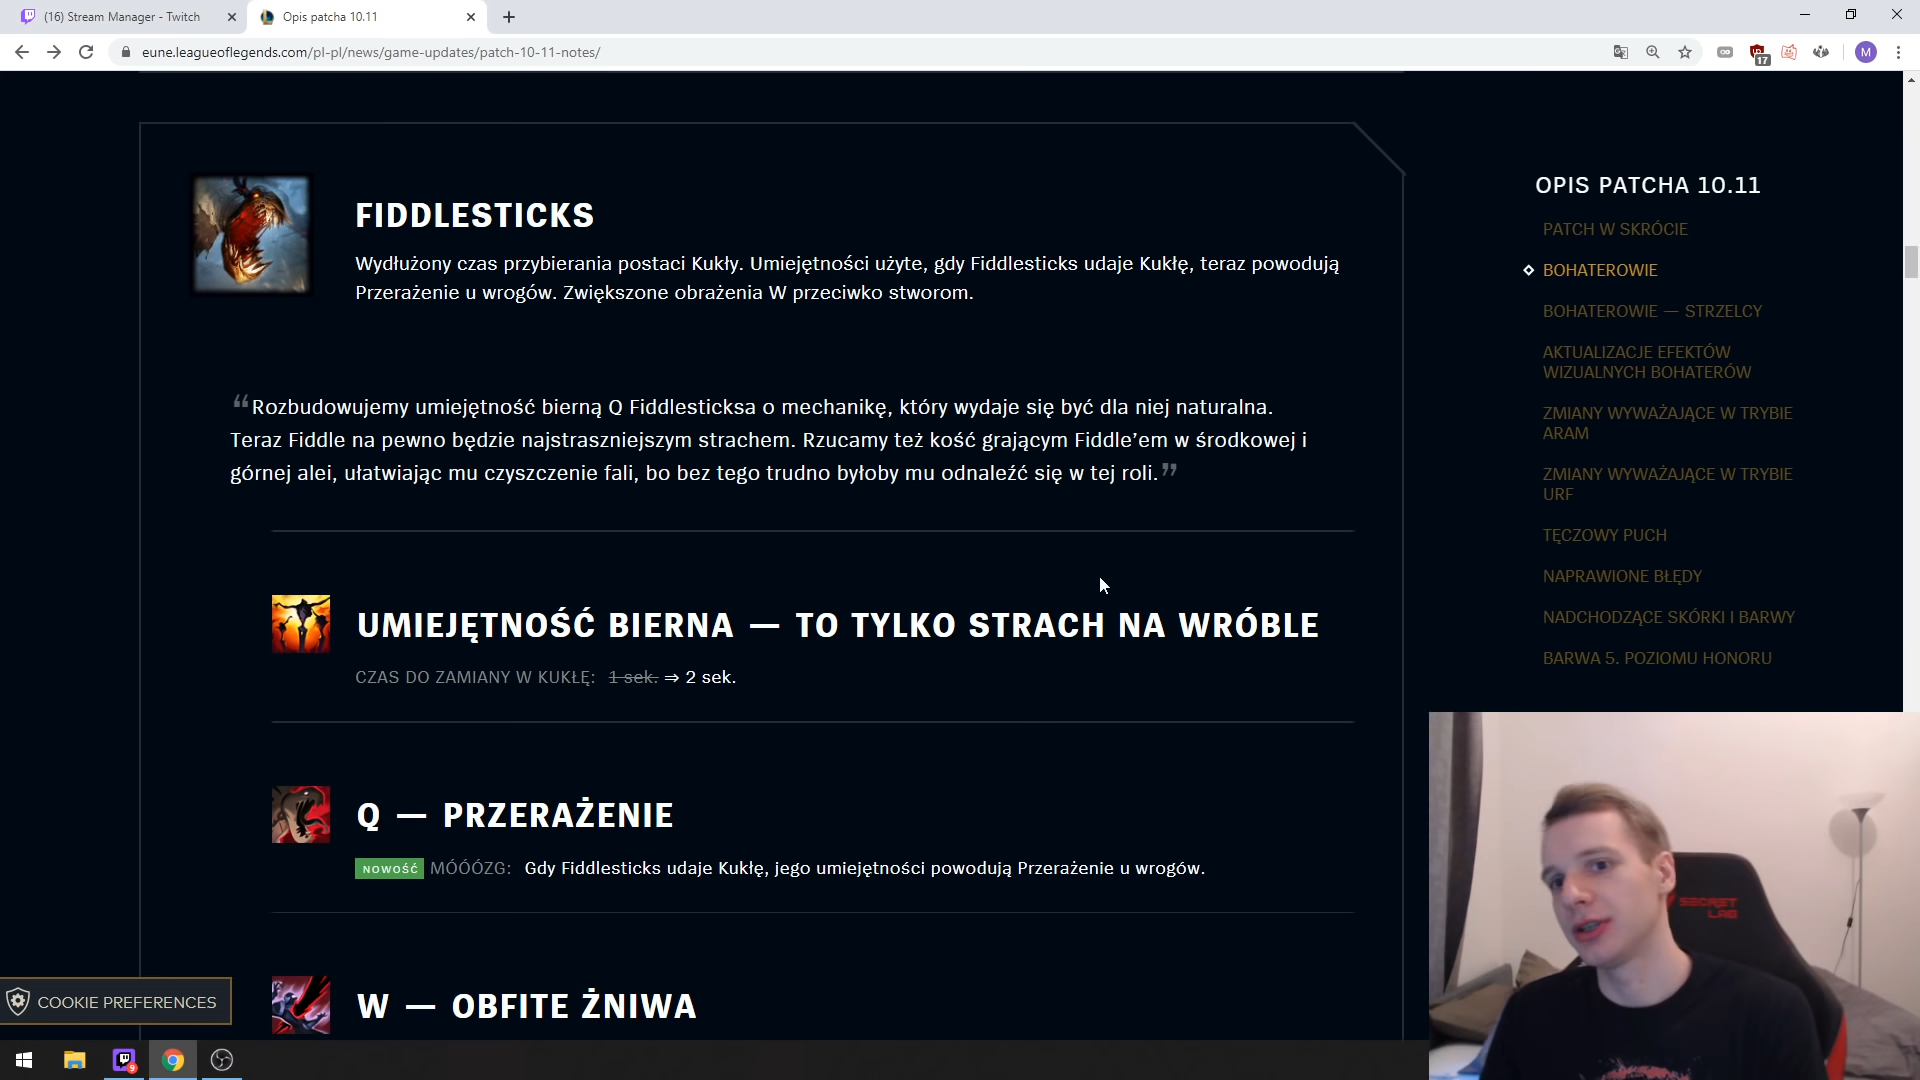 (16) Stream Manager - Twitch
Opis patcha 10.11
eune.leagueoflegends.com/pl-pl/news/game-updates/patch-10-11-notes/
17
M
FIDDLESTICKS
Wydłużony czas przybierania postaci Kukły. Umiejętności użyte, gdy Fiddlesticks udaje Kukłę, teraz powodują
Przerażenie u wrogów. Zwiększone obrażenia W przeciwko stworom.
“Rozbudowujemy umiejętność bierną Q Fiddlesticksa o mechanikę, który wydaje się być dla niej naturalna.
Teraz Fiddle na pewno będzie najstraszniejszym strachem. Rzucamy też kość grającym Fiddle’em w środkowej i
górnej alei, ułatwiając mu czyszczenie fali, bo bez tego trudno byłoby mu odnaleźć się w tej roli.”
UMIEJĘTNOŚĆ BIERNA — TO TYLKO STRACH NA WRÓBLE
CZAS DO ZAMIANY W KUKŁĘ: 1 sek. ⇒ 2 sek.
Q — PRZERAŻENIE
NOWOŚĆ MÓÓÓZG: Gdy Fiddlesticks udaje Kukłę, jego umiejętności powodują Przerażenie u wrogów.
W — OBFITE ŻNIWA
COOKIE PREFERENCES
9
OPIS PATCHA 10.11
PATCH W SKRÓCIE
BOHATEROWIE
BOHATEROWIE — STRZELCY
AKTUALIZACJE EFEKTÓW
WIZUALNYCH BOHATERÓW
ZMIANY WYWAŻAJĄCE W TRYBIE
ARAM
ZMIANY WYWAŻAJĄCE W TRYBIE
URF
TĘCZOWY PUCH
NAPRAWIONE BŁĘDY
NADCHODZĄCE SKÓRKI I BARWY
BARWA 5. POZIOMU HONORU
SECRET
LAB